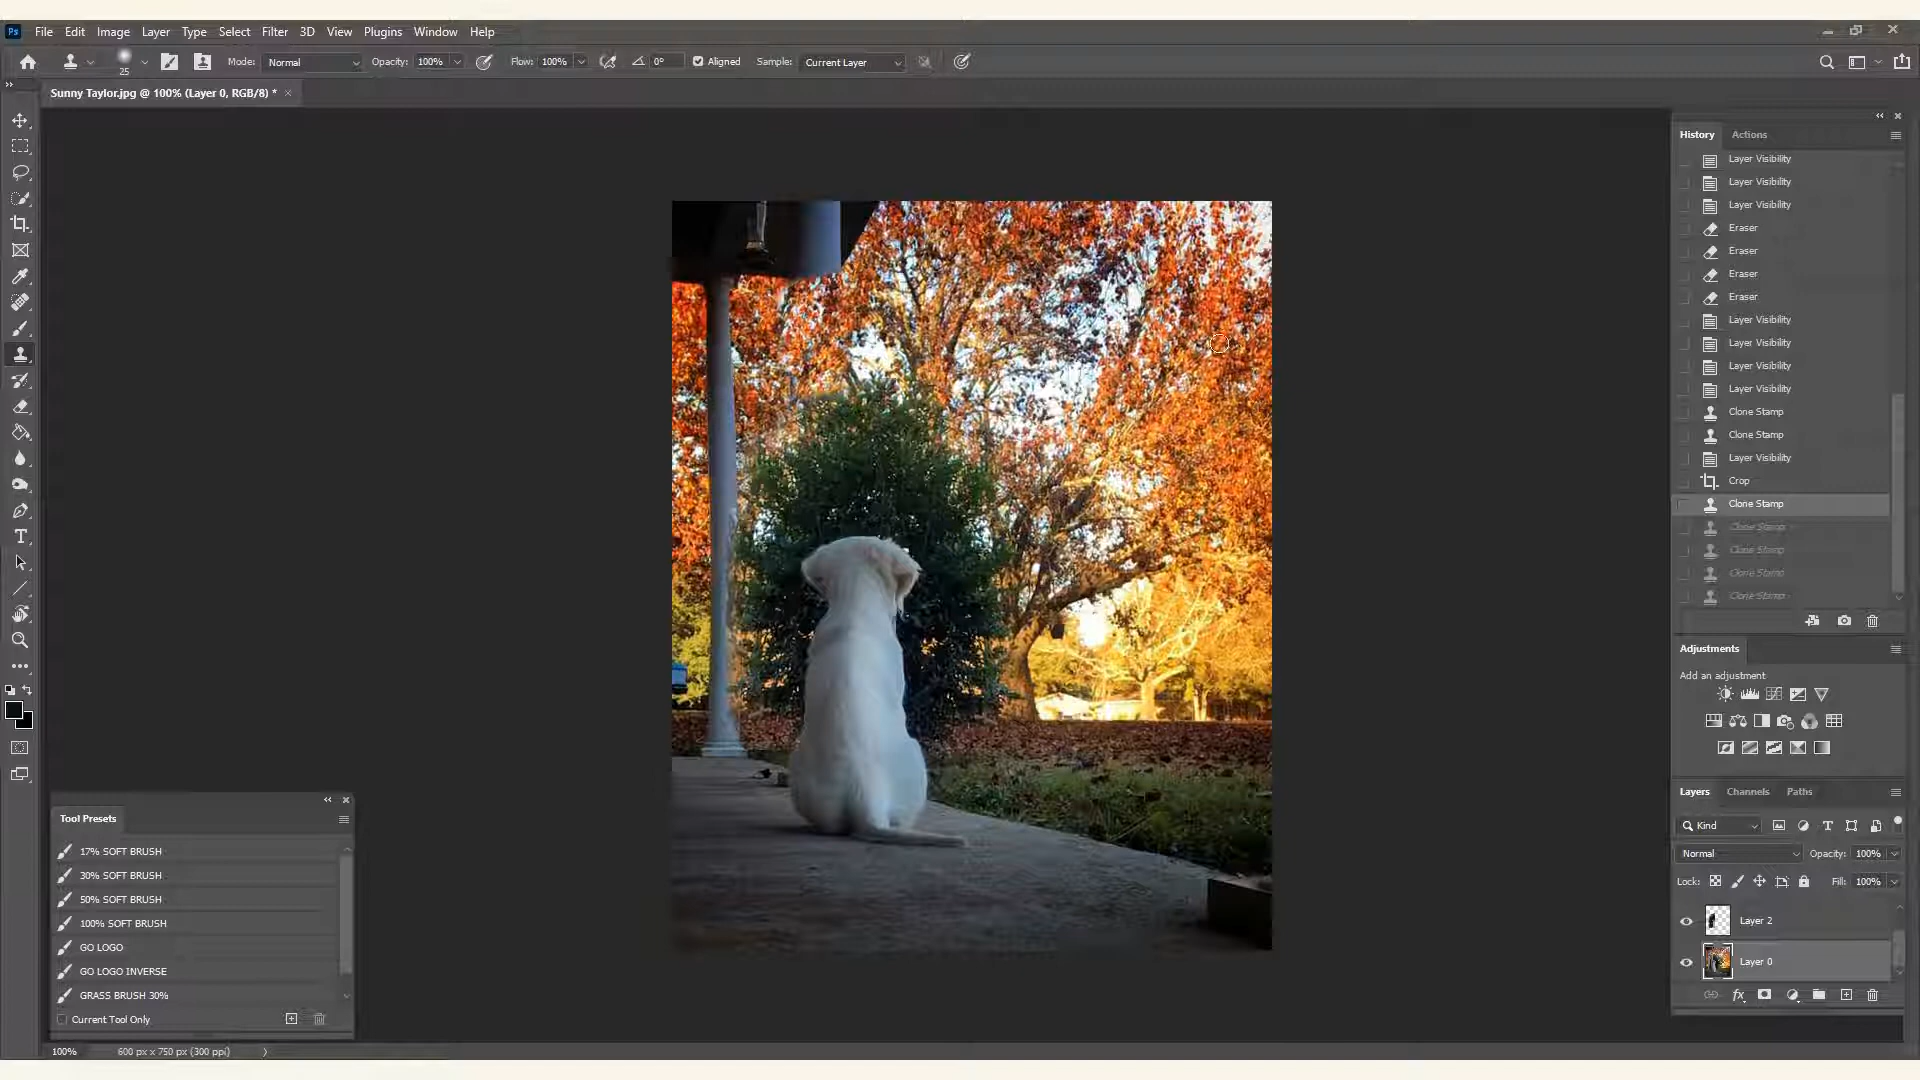 Ps File Edit Image Layer Type Select Filter 3D View Plugins Window Help
25 Mode: Normal Opacity: 100% Flow: 100% 0° Aligned Sample: Current Layer
Sunny Taylor.jpg @ 100% (Layer 0, RGB/8) *
History Actions
Layer Visibility
Layer Visibility
Layer Visibility
Eraser
Eraser
Eraser
Eraser
Layer Visibility
Layer Visibility
Layer Visibility
Layer Visibility
Clone Stamp
Clone Stamp
Layer Visibility
Crop
Clone Stamp
Clone Stamp
Clone Stamp
Clone Stamp
Clone Stamp
Adjustments
Add an adjustment
Layers Channels Paths
Kind
Normal Opacity: 100%
Lock: Fill: 100%
Layer 2
Layer 0
fx
Tool Presets
17% SOFT BRUSH
30% SOFT BRUSH
50% SOFT BRUSH
100% SOFT BRUSH
GO LOGO
GO LOGO INVERSE
GRASS BRUSH 30%
Current Tool Only
100% 600 px x 750 px (300 ppi)